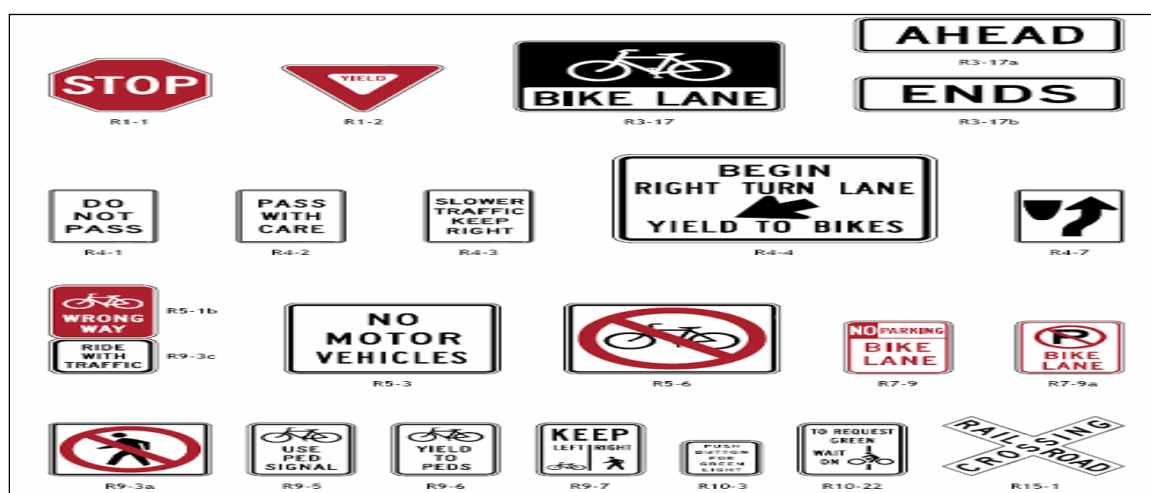 STOP
R1-1
YIELD
R1-2
BIKE LANE
R3-17
AHEAD
R3-17a
ENDS
R3-17b
DO
NOT
PASS
R4-1
PASS
WITH
CARE
R4-2
SLOWER
TRAFFIC
KEEP
RIGHT
R4-3
BEGIN
RIGHT TURN LANE
YIELD TO BIKES
R4-4
R4-7
WRONG
WAY
R5-1b
RIDE
WITH
TRAFFIC
R9-3c
NO
MOTOR
VEHICLES
R5-3
R5-6
NO PARKING
BIKE
LANE
R7-9
P
BIKE
LANE
R7-9a
R9-3a
USE
PED
SIGNAL
R9-5
YIELD
TO
PEDS
R9-6
KEEP
LEFT RIGHT
R9-7
PUSH
BUTTON
FOR
GREEN
LIGHT
R10-3
TO REQUEST
GREEN
WAIT
ON
R10-22
RAILROAD
CROSSING
R15-1